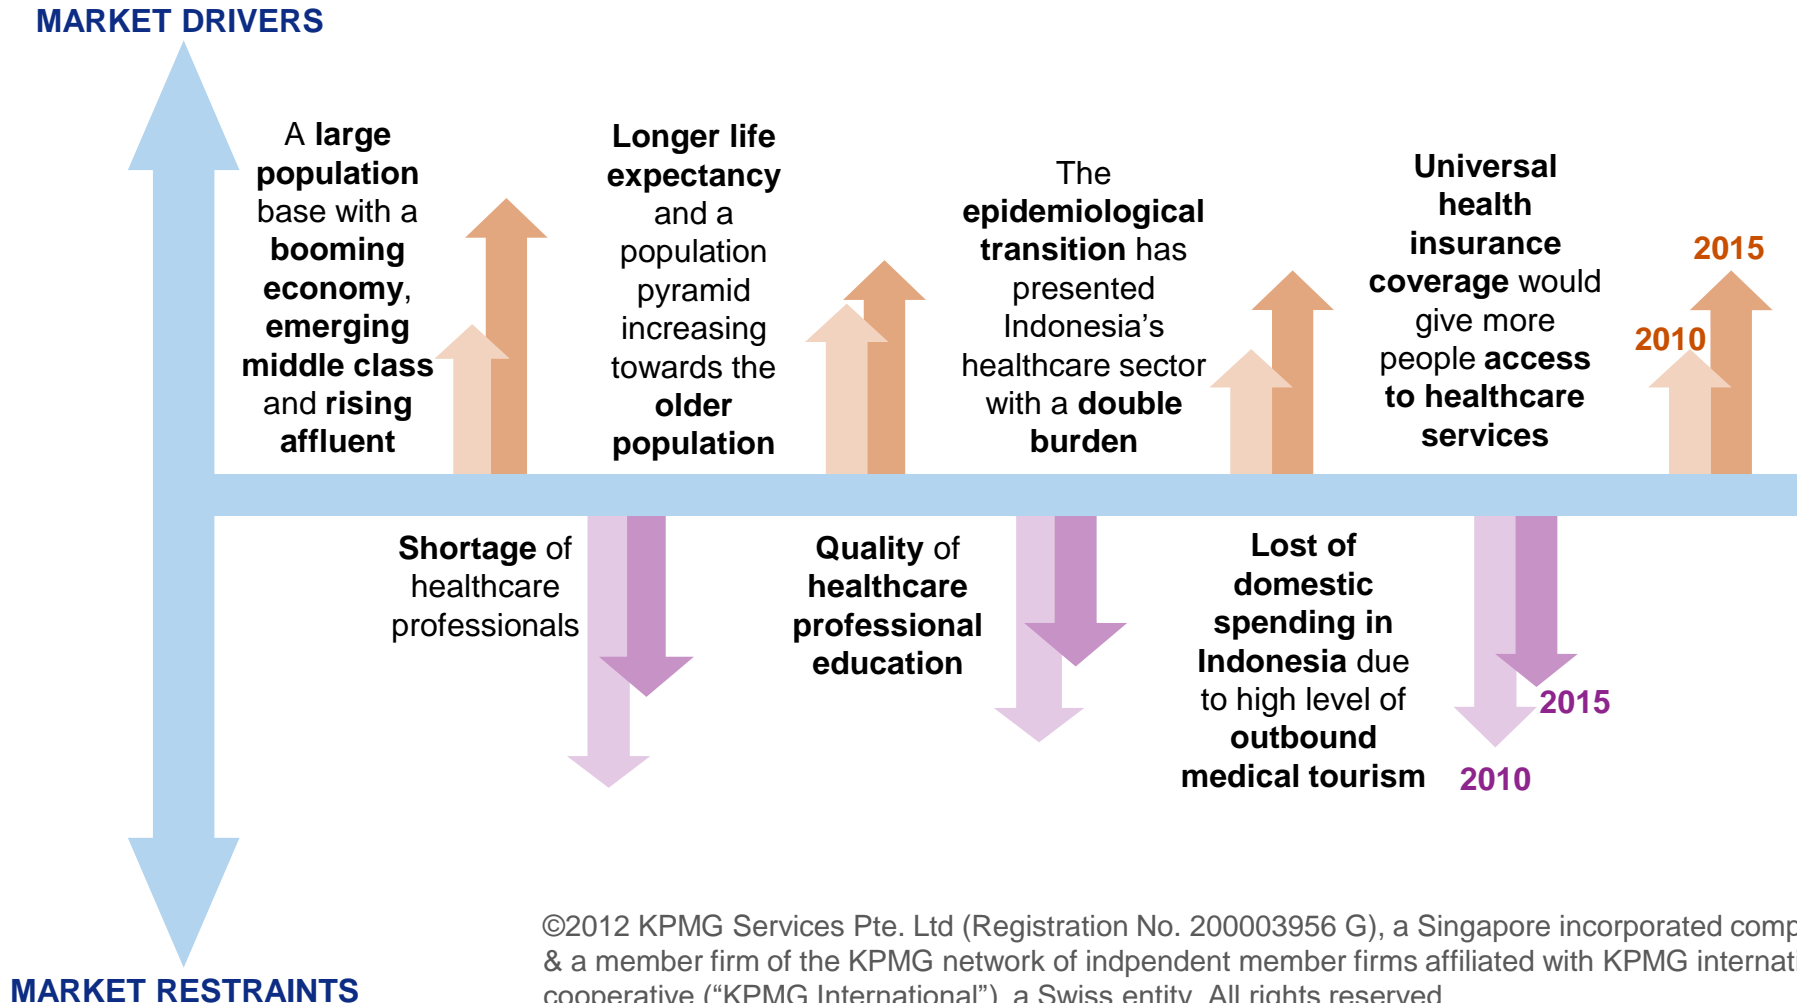 MARKET DRIVERS
A large
population
base with a
booming
economy,
emerging
middle class
and rising
affluent
Longer life
expectancy
and a
population
pyramid
increasing
towards the
older
population
The
epidemiological
transition has
presented
Indonesia’s
healthcare sector
with a double
burden
Universal
health
insurance
coverage would
give more
people access
to healthcare
services
2015
2010
Shortage of
healthcare
professionals
Quality of
healthcare
professional
education
Lost of
domestic
spending in
Indonesia due
to high level of
outbound
medical tourism
2015
2010
MARKET RESTRAINTS
©2012 KPMG Services Pte. Ltd (Registration No. 200003956 G), a Singapore incorporated comp
& a member firm of the KPMG network of indpendent member firms affiliated with KPMG internati
cooperative (“KPMG International”), a Swiss entity. All rights reserved